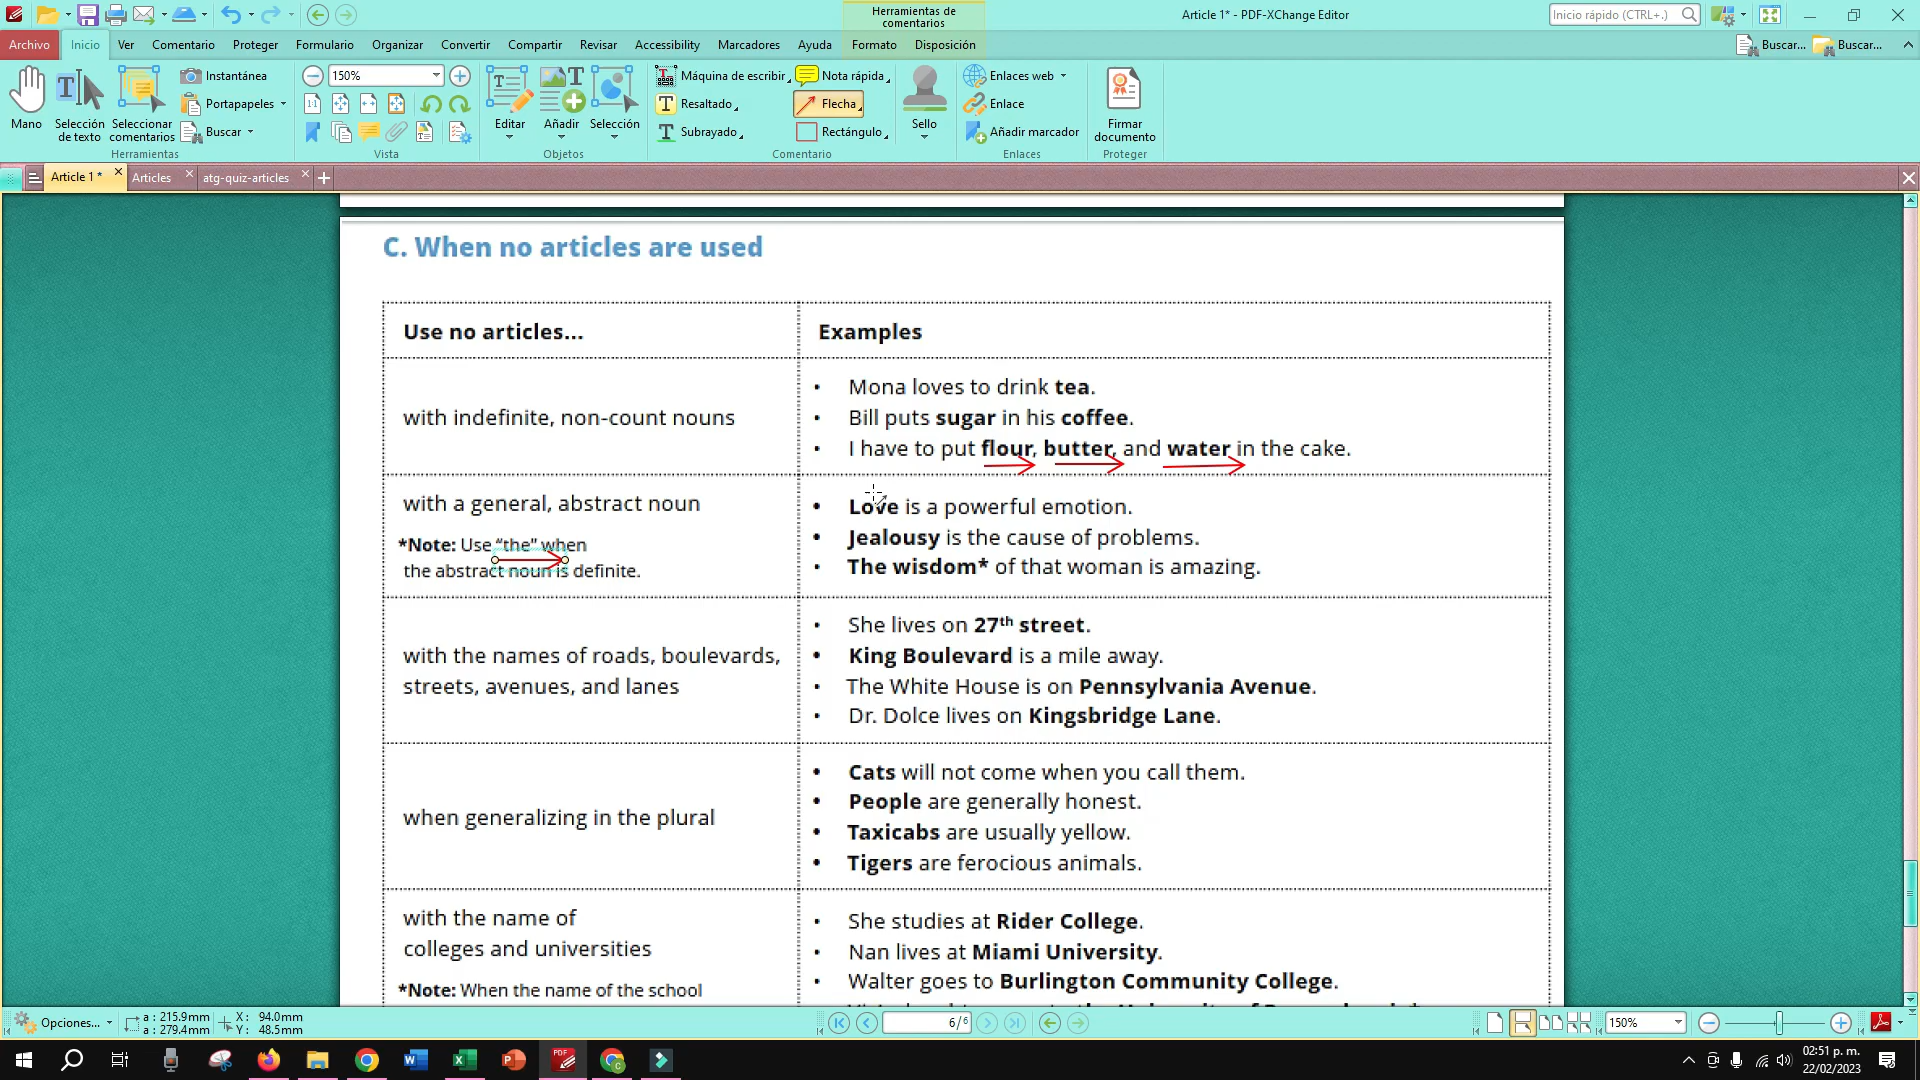 Herramientas de
comentarios
Article 1* - PDF-XChange Editor
Inicio rápido (CTRL+.)
Archivo Inicio Ver Comentario Proteger Formulario Organizar Convertir Compartir Revisar Accessibility Marcadores Ayuda Formato Disposición Buscar... Buscar...
Mano
Selección
de texto
Seleccionar
comentarios
Instantánea
Portapapeles
Buscar
Herramientas
150%
Vista
Editar
Añadir
Selección
Objetos
Máquina de escribir
Resaltado
Subrayado
Nota rápida
Flecha
Rectángulo
Comentario
Sello
Enlaces web
Enlace
Añadir marcador
Enlaces
Firmar
documento
Proteger
Article 1 * Articles atg-quiz-articles
C. When no articles are used
Use no articles...
Examples
with indefinite, non-count nouns
• Mona loves to drink tea.
• Bill puts sugar in his coffee.
• I have to put flour, butter, and water in the cake.
with a general, abstract noun
*Note: Use “the” when
the abstract noun is definite.
• Love is a powerful emotion.
• Jealousy is the cause of problems.
• The wisdom* of that woman is amazing.
with the names of roads, boulevards,
streets, avenues, and lanes
• She lives on 27th street.
• King Boulevard is a mile away.
• The White House is on Pennsylvania Avenue.
• Dr. Dolce lives on Kingsbridge Lane.
when generalizing in the plural
• Cats will not come when you call them.
• People are generally honest.
• Taxicabs are usually yellow.
• Tigers are ferocious animals.
with the name of
colleges and universities
*Note: When the name of the school
• She studies at Rider College.
• Nan lives at Miami University.
• Walter goes to Burlington Community College.
Opciones...
a : 215.9mm
a : 279.4mm
X : 94.0mm
Y : 48.5mm
6/6
150%
02:51 p. m.
22/02/2023